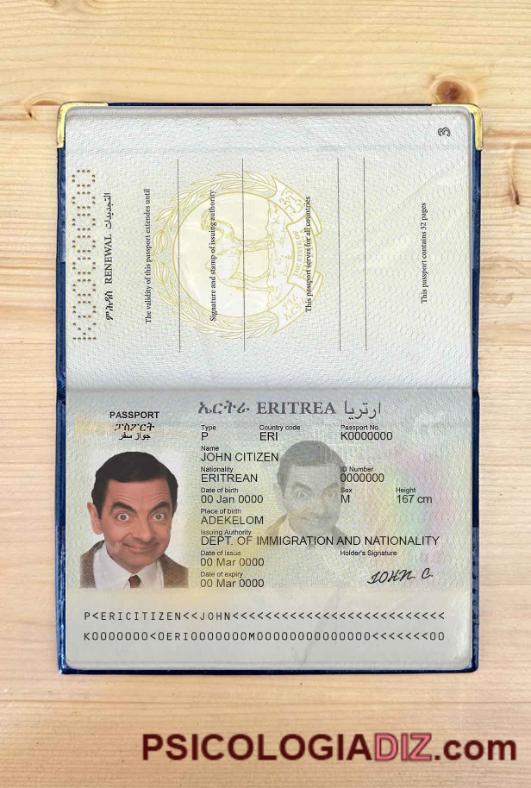 3
ምሕዳስ RENEWAL التجديدات
The validity of this passport extendes until
Signature and stamp of issuing authority
This passport serves for all countries
This passport contains 32 pages
ኤርትራ ERITREA ارتريا
PASSPORT
ፓስፖርት
جواز سفر
Type
P
Country code
ERI
Passport No.
K0000000
Name
JOHN CITIZEN
Nationality
ERITREAN
ID Number
0000000
Date of birth
00 Jan 0000
Sex
M
Height
167 cm
Place of birth
ADEKELOM
Issuing Authority
DEPT. OF IMMIGRATION AND NATIONALITY
Date of Issue
00 Mar 0000
Holder's Signature
JOHN C.
Date of expiry
00 Mar 0000
P<ERICITIZEN<<JOHN<<<<<<<<<<<<<<<<<<<<<<<<<<
K0000000<0ERI0000000M000000000000000<<<<<<<00
PSICOLOGIADIZ.com